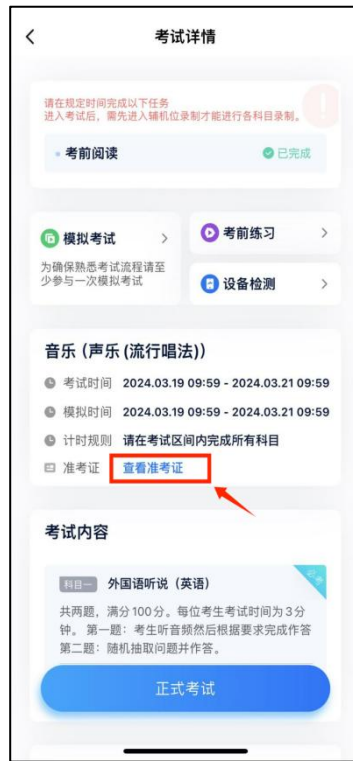 考试详情
请在规定时间完成以下任务
进入考试后，需先进入辅机位录制才能进行各科目录制。
考前阅读
已完成
模拟考试
为确保熟悉考试流程请至
少参与一次模拟考试
考前练习
设备检测
音乐（声乐（流行唱法））
考试时间 2024.03.19 09:59 - 2024.03.21 09:59
模拟时间 2024.03.19 09:59 - 2024.03.21 09:59
计时规则 请在考试区间内完成所有科目
准考证 查看准考证
考试内容
科目一 外国语听说（英语）
共两题，满分100分。每位考生考试时间为3分
钟。 第一题：考生听音频然后根据要求完成作答
第二题：随机抽取问题并作答。
正式考试